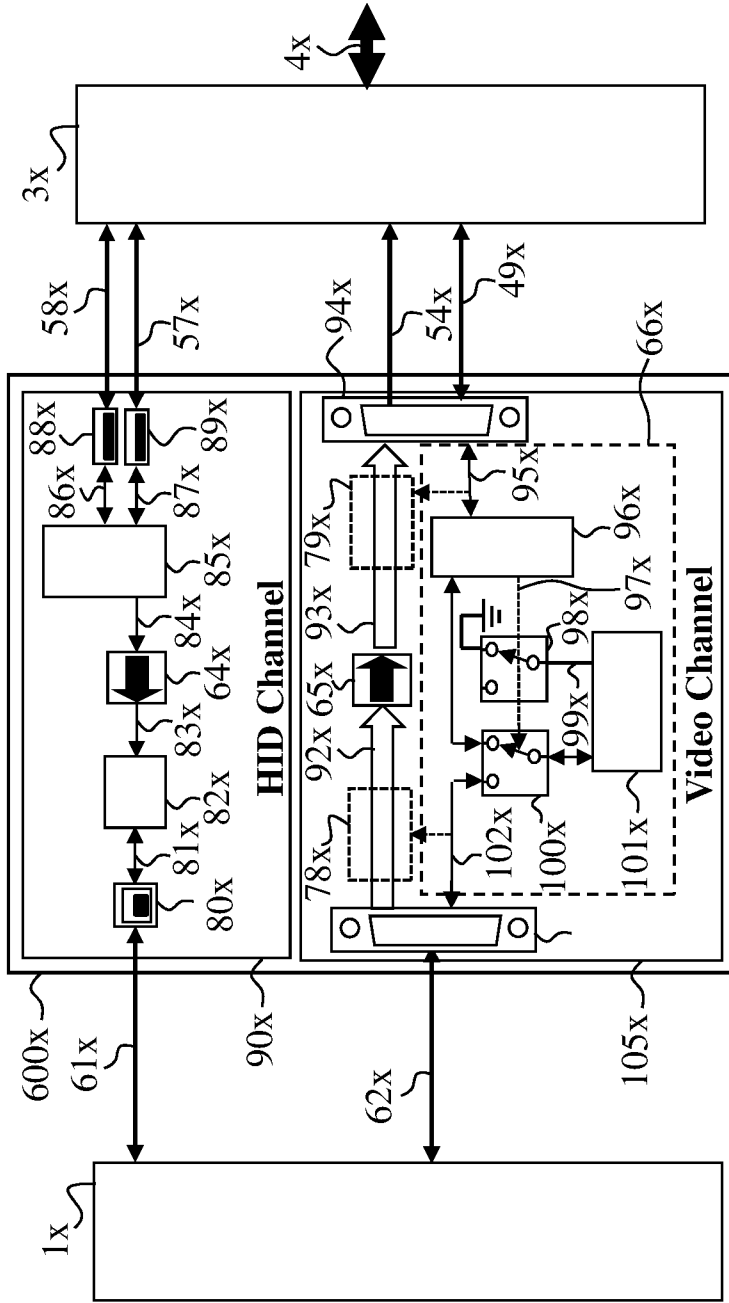 1x
61x
62x
600x
90x
105x
HID Channel
Video Channel
80x
81x
82x
83x
64x
84x
85x
86x
87x
88x
89x
78x
92x
65x
93x
79x
94x
95x
96x
97x
98x
99x
100x
101x
102x
66x
58x
57x
54x
49x
3x
4x